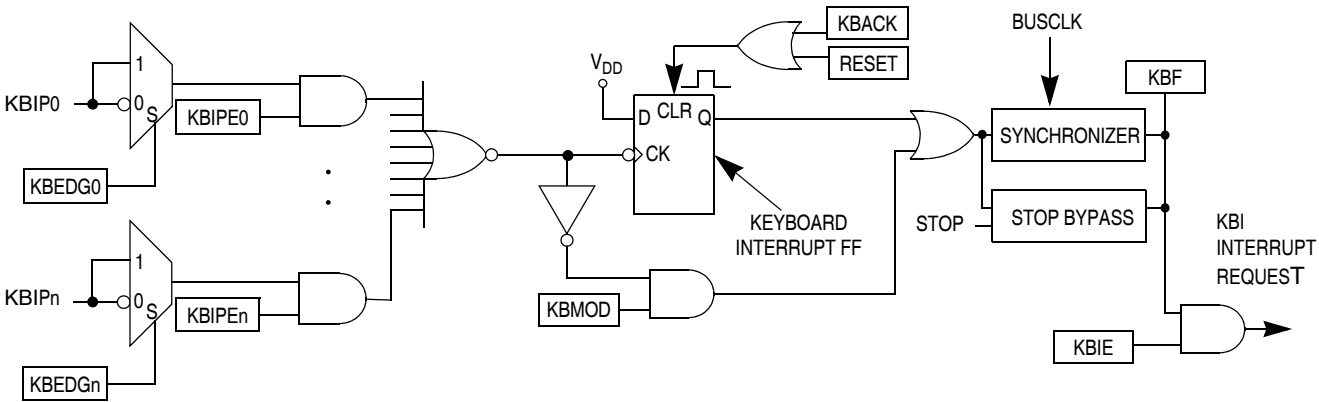 KBIP0
1
0
S
KBEDG0
KBIPE0
KBIPn
1
0
S
KBEDGn
KBIPEn
V DD
D CLR Q
CK
KEYBOARD
INTERRUPT FF
KBMOD
KBACK
RESET
BUSCLK
SYNCHRONIZER
STOP
STOP BYPASS
KBF
KBIE
KBI
INTERRUPT
REQUEST